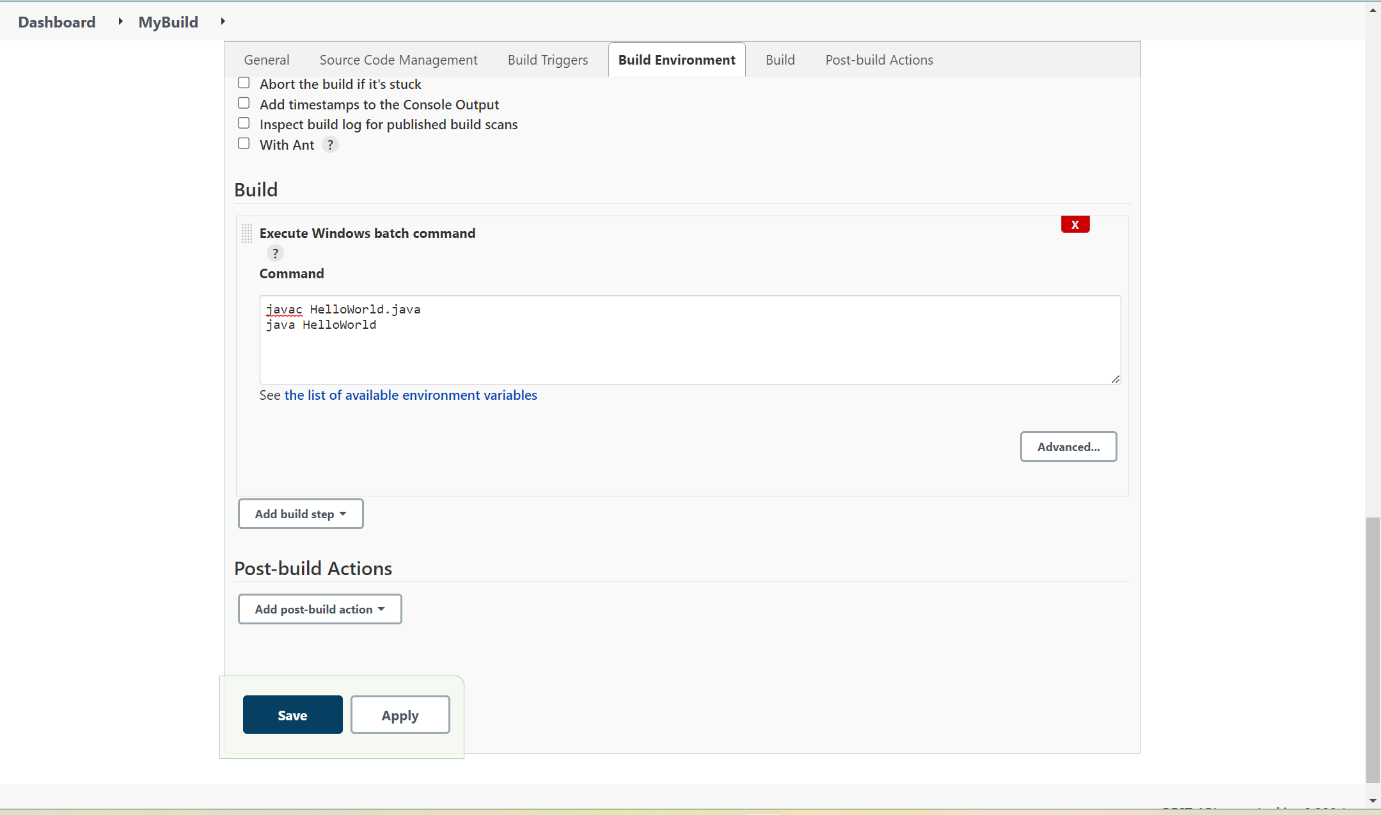 Dashboard MyBuild
General Source Code Management Build Triggers Build Environment Build Post-build Actions
Abort the build if it's stuck
Add timestamps to the Console Output
Inspect build log for published build scans
With Ant ?
Build
Execute Windows batch command
X
?
Command
javac HelloWorld.java
java HelloWorld
See the list of available environment variables
Advanced...
Add build step
Post-build Actions
Add post-build action
Save Apply